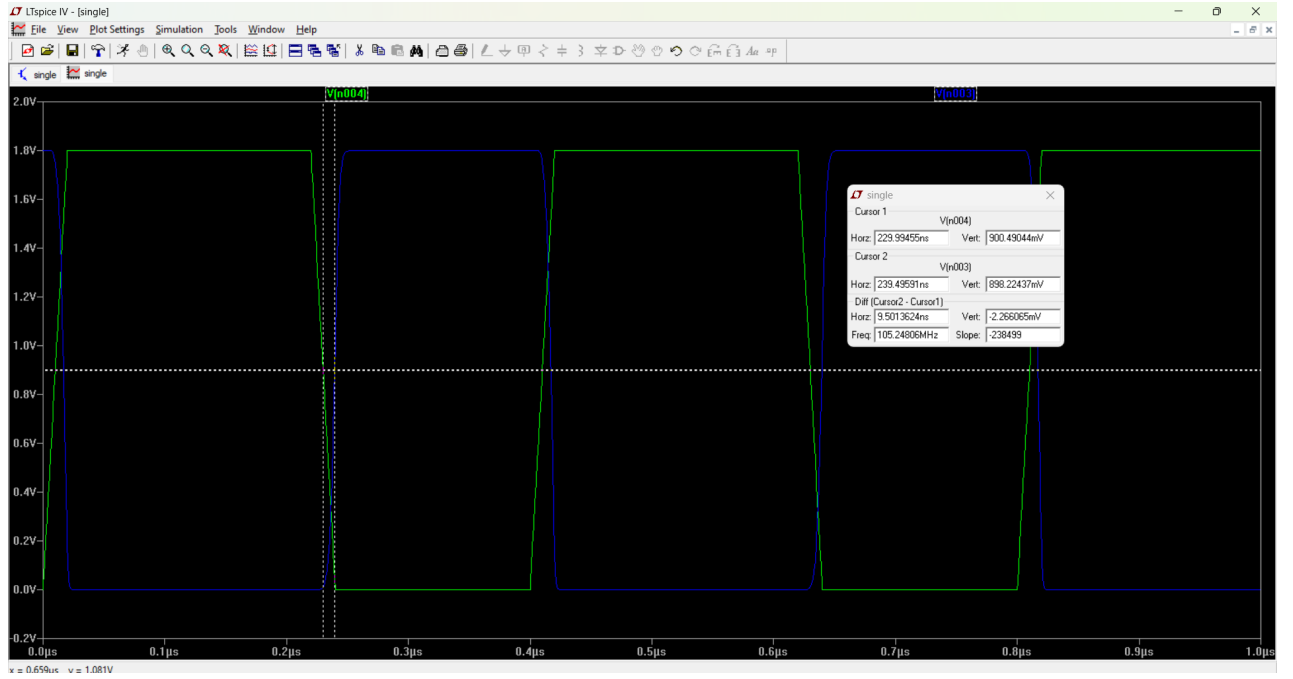 LTspice IV - [single]
File View Plot Settings Simulation Tools Window Help
single single
V(n004) V(n003)
2.0V
1.8V
1.6V
1.4V
1.2V
1.0V
0.8V
0.6V
0.4V
0.2V
0.0V
-0.2V
0.0µs 0.1µs 0.2µs 0.3µs 0.4µs 0.5µs 0.6µs 0.7µs 0.8µs 0.9µs 1.0µs
single
Cursor 1
V(n004)
Horz: 229.99455ns Vert: 900.49044mV
Cursor 2
V(n003)
Horz: 239.49591ns Vert: 898.22437mV
Diff (Cursor2 - Cursor1)
Horz: 9.5013624ns Vert: -2.266065mV
Freq: 105.24806MHz Slope: -238499
x = 0.659µs y = 1.081V